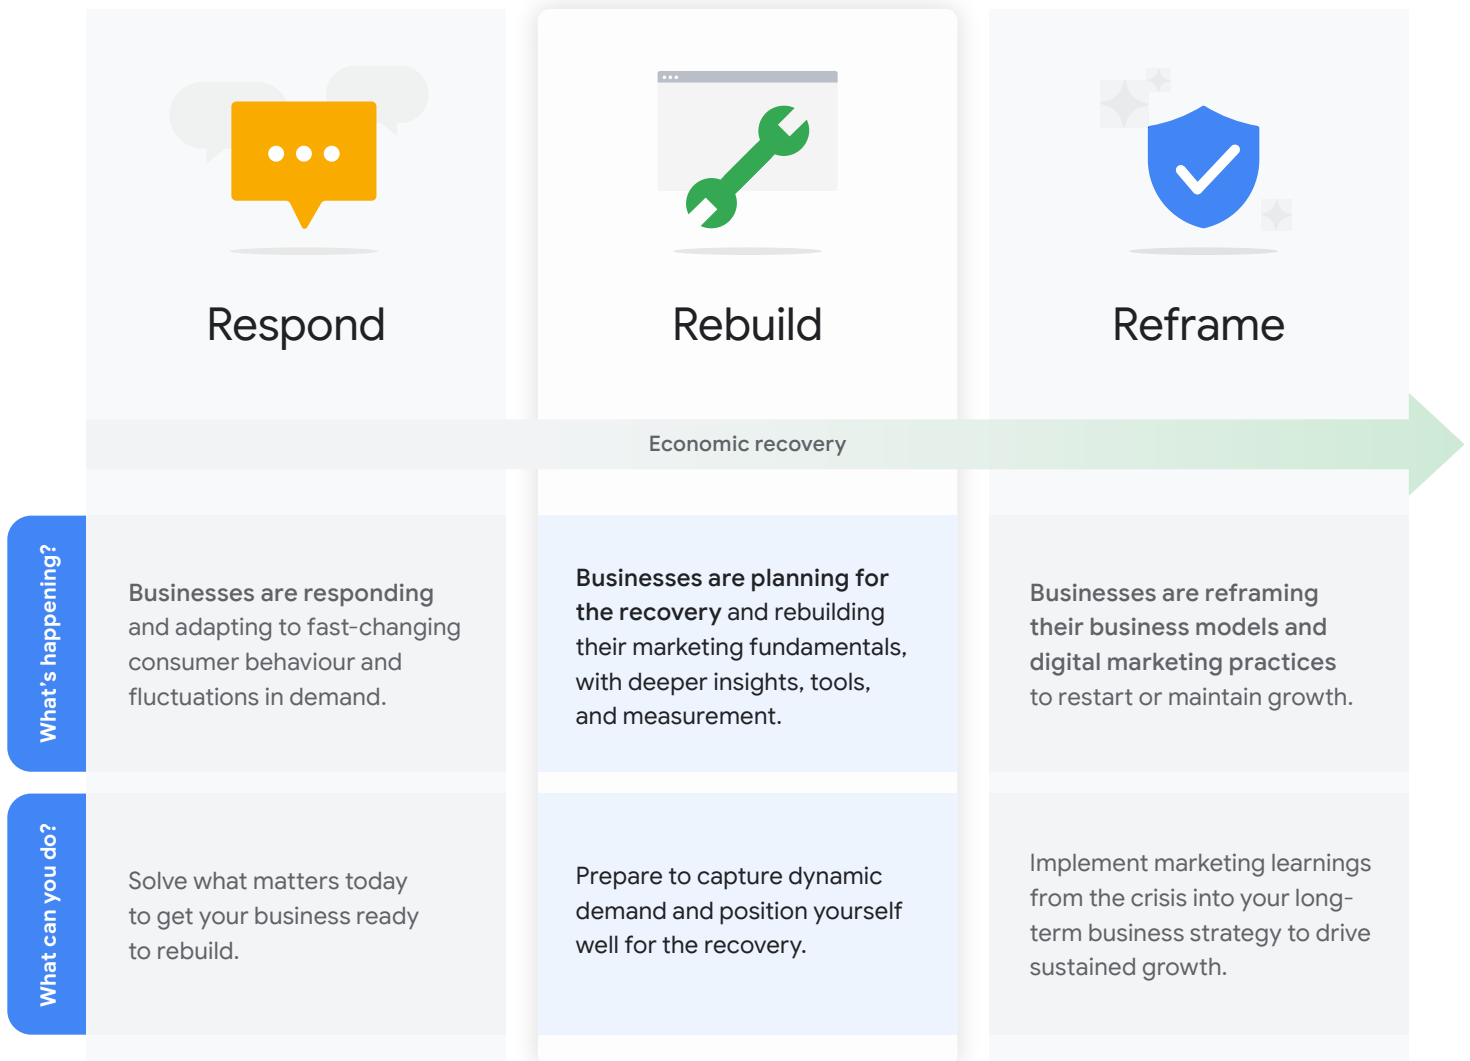 Respond
Rebuild
Reframe
Economic recovery
What's happening?
Businesses are responding
and adapting to fast-changing
consumer behaviour and
fluctuations in demand.
Businesses are planning for
the recovery and rebuilding
their marketing fundamentals,
with deeper insights, tools,
and measurement.
Businesses are reframing
their business models and
digital marketing practices
to restart or maintain growth.
What can you do?
Solve what matters today
to get your business ready
to rebuild.
Prepare to capture dynamic
demand and position yourself
well for the recovery.
Implement marketing learnings
from the crisis into your long-
term business strategy to drive
sustained growth.